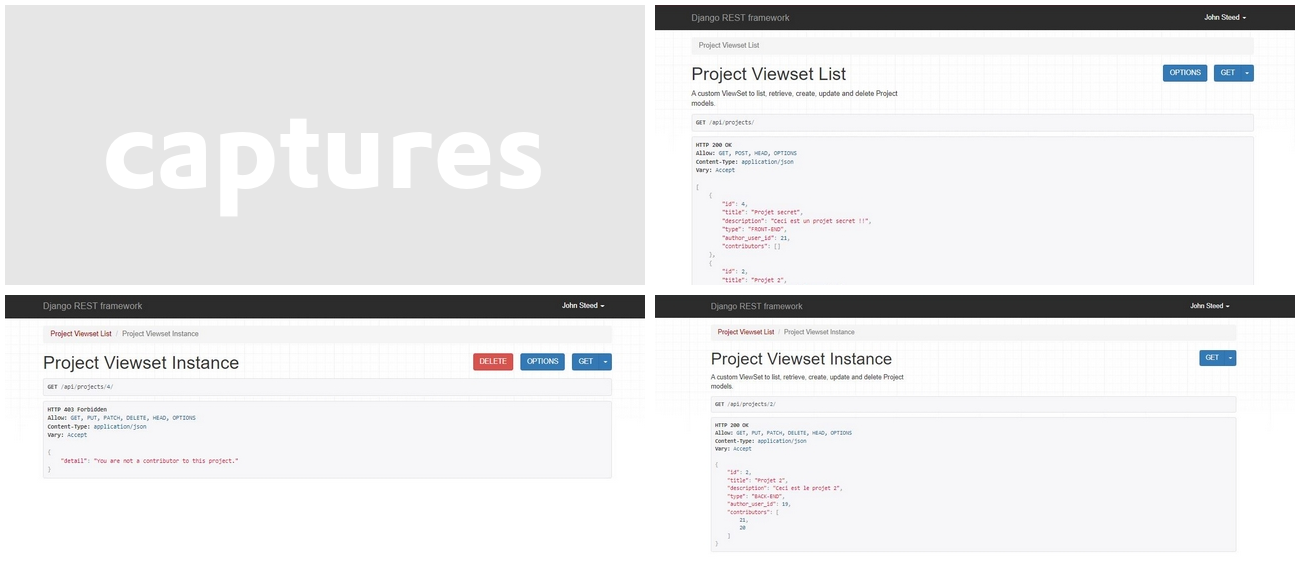 captures
Django REST framework
John Steed
Project Viewset List
Project Viewset List
OPTIONS
GET
A custom ViewSet to list, retrieve, create, update and delete Project
models.
GET /api/projects/
HTTP 200 OK
Allow: GET, POST, HEAD, OPTIONS
Content-Type: application/json
Vary: Accept
[
{
"id": 4,
"title": "Projet secret",
"description": "Ceci est un projet secret !!",
"type": "FRONT-END",
"author_user_id": 21,
"contributors": []
},
{
"id": 2,
"title": "Projet 2",
Django REST framework
John Steed
Project Viewset List / Project Viewset Instance
Project Viewset Instance
DELETE
OPTIONS
GET
GET /api/projects/4/
HTTP 403 Forbidden
Allow: GET, PUT, PATCH, DELETE, HEAD, OPTIONS
Content-Type: application/json
Vary: Accept
{
"detail": "You are not a contributor to this project."
}
Django REST framework
John Steed
Project Viewset List / Project Viewset Instance
Project Viewset Instance
GET
A custom ViewSet to list, retrieve, create, update and delete Project
models.
GET /api/projects/2/
HTTP 200 OK
Allow: GET, PUT, PATCH, DELETE, HEAD, OPTIONS
Content-Type: application/json
Vary: Accept
{
"id": 2,
"title": "Projet 2",
"description": "Ceci est le projet 2",
"type": "BACK-END",
"author_user_id": 19,
"contributors": [
21,
20
]
}